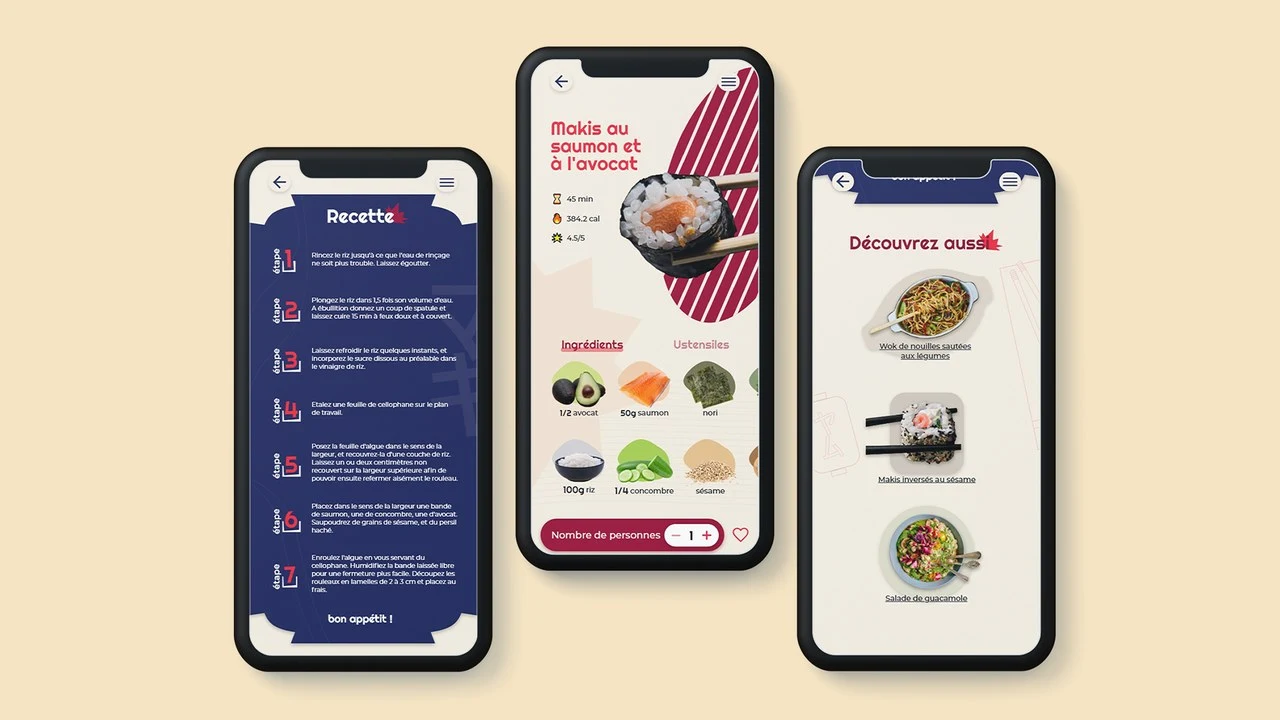 Recette
étape 1
Rincez le riz jusqu'à ce que l'eau de rinçage
ne soit plus trouble. Laissez égoutter.
étape 2
Plongez le riz dans 1,5 fois son volume d'eau.
A ébullition donnez un coup de spatule et
laissez cuire 15 min à feux doux et à couvert.
étape 3
Laissez refroidir le riz quelques instants, et
incorporez le sucre dissous au préalable dans
le vinaigre de riz.
étape 4
Etalez une feuille de cellophane sur le plan
de travail.
étape 5
Posez la feuille d'algue dans le sens de la
largeur, et recouvrez-la d'une couche de riz.
Laissez un ou deux centimètres non
recouvert sur la largeur supérieure afin de
pouvoir ensuite refermer aisément le rouleau.
étape 6
Placez dans le sens de la largeur une bande
de saumon, une de concombre, une d'avocat.
Saupoudrez de grains de sésame, et du persil
haché.
étape 7
Enroulez l'algue en vous servant du
cellophane. Humidifiez la bande laissée libre
pour une fermeture plus facile. Découpez les
rouleaux en lamelles de 2 à 3 cm et placez au
frais.
bon appétit !
Makis au
saumon et
à l'avocat
45 min
384.2 cal
4.5/5
Ingrédients
Ustensiles
1/2 avocat
50g saumon
nori
100g riz
1/4 concombre
sésame
Nombre de personnes
− 1 +
bon appétit !
Découvrez aussi
Wok de nouilles sautées
aux légumes
Makis inversés au sésame
Salade de guacamole